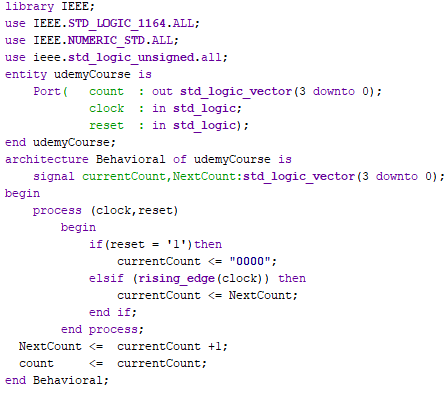 library IEEE;
use IEEE.STD_LOGIC_1164.ALL;
use IEEE.NUMERIC_STD.ALL;
use ieee.std_logic_unsigned.all;
entity udemyCourse is
    Port(   count  : out std_logic_vector(3 downto 0);
            clock  : in std_logic;
            reset  : in std_logic);
end udemyCourse;
architecture Behavioral of udemyCourse is
    signal currentCount,NextCount:std_logic_vector(3 downto 0);
begin
    process (clock,reset)
        begin
            if(reset = '1')then
                currentCount <= "0000";
            elsif (rising_edge(clock)) then
                currentCount <= NextCount;
            end if;
        end process;
  NextCount <=  currentCount +1;
  count     <=  currentCount;
end Behavioral;